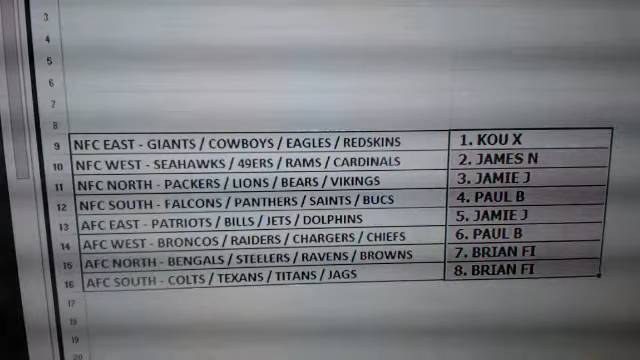 3
4
5
6
7
8
9 NFC EAST - GIANTS / COWBOYS / EAGLES / REDSKINS 1. KOU X
10 NFC WEST - SEAHAWKS / 49ERS / RAMS / CARDINALS 2. JAMES N
11 NFC NORTH - PACKERS / LIONS / BEARS / VIKINGS 3. JAMIE J
12 NFC SOUTH - FALCONS / PANTHERS / SAINTS / BUCS 4. PAUL B
13 AFC EAST - PATRIOTS / BILLS / JETS / DOLPHINS 5. JAMIE J
14 AFC WEST - BRONCOS / RAIDERS / CHARGERS / CHIEFS 6. PAUL B
15 AFC NORTH - BENGALS / STEELERS / RAVENS / BROWNS 7. BRIAN FI
16 AFC SOUTH - COLTS / TEXANS / TITANS / JAGS 8. BRIAN FI
17
18
19
20